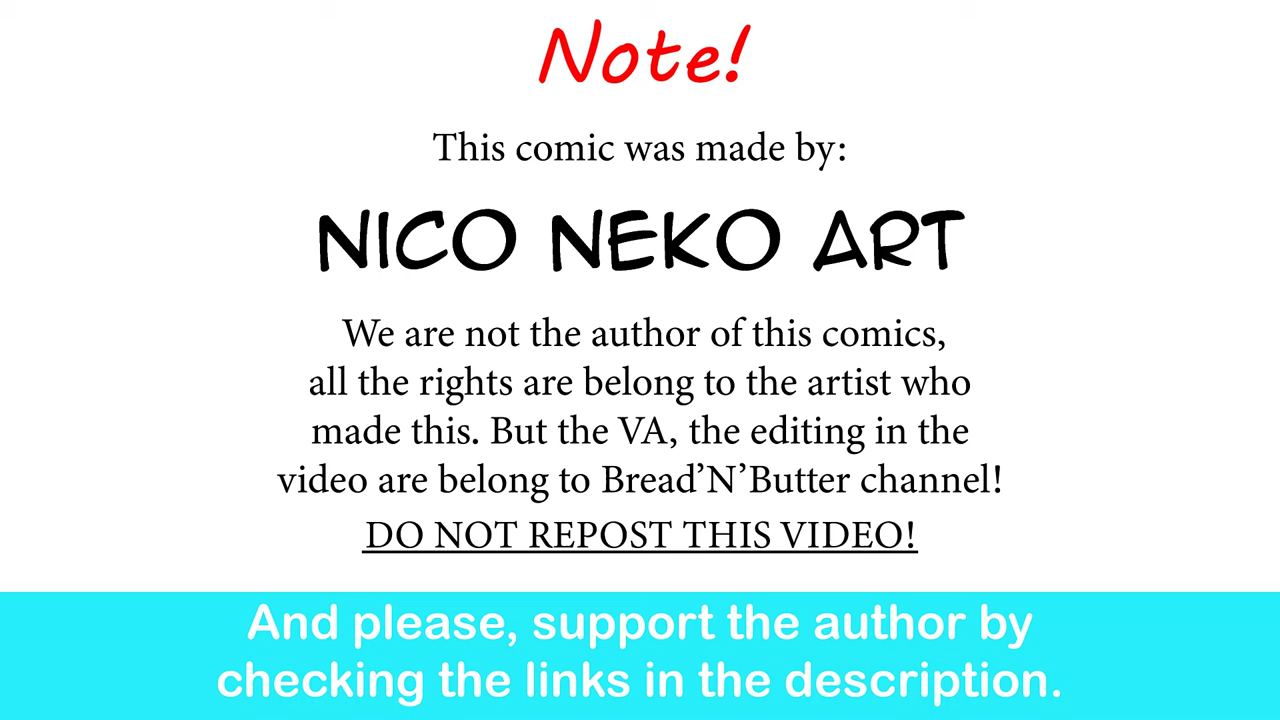 Note!
This comic was made by:
NICO NEKO ART
We are not the author of this comics,
all the rights are belong to the artist who
made this. But the VA, the editing in the
video are belong to Bread’N’Butter channel!
DO NOT REPOST THIS VIDEO!
And please, support the author by
checking the links in the description.